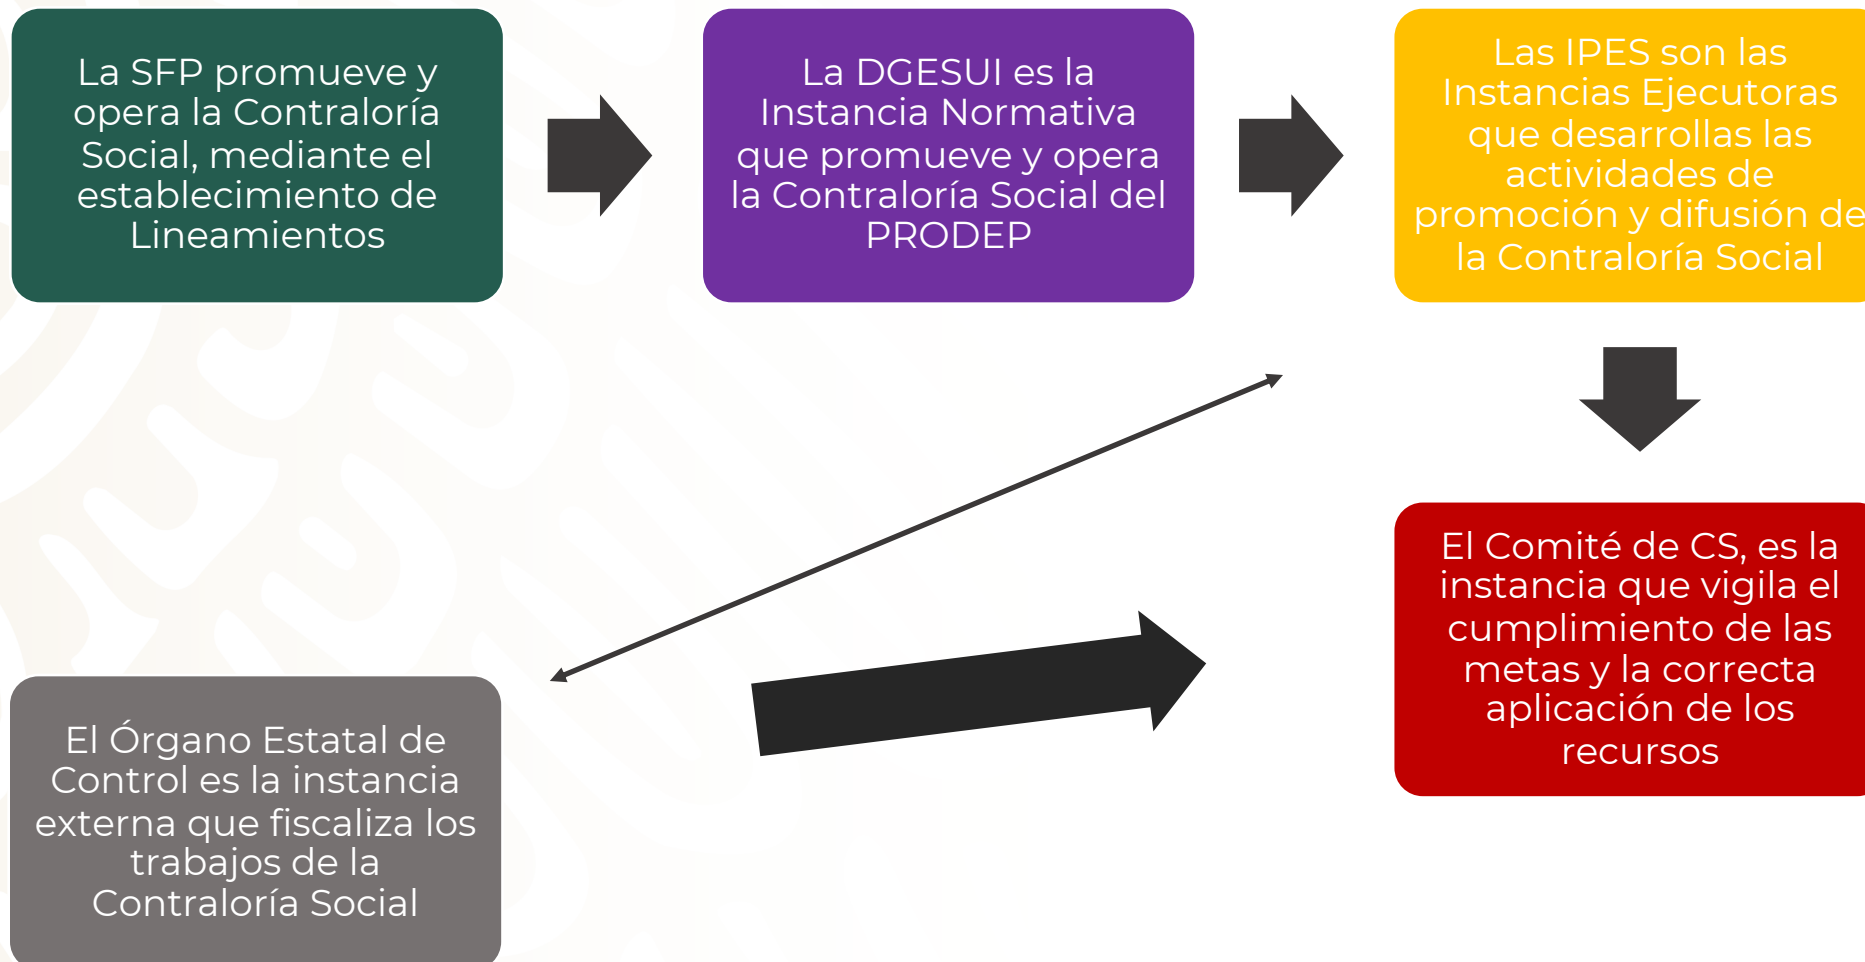 La SFP promueve y
opera la Contraloría
Social, mediante el
establecimiento de
Lineamientos
La DGESUI es la
Instancia Normativa
que promueve y opera
la Contraloría Social del
PRODEP
Las IPES son las
Instancias Ejecutoras
que desarrollas las
actividades de
promoción y difusión de
la Contraloría Social
El Comité de CS, es la
instancia que vigila el
cumplimiento de las
metas y la correcta
aplicación de los
recursos
El Órgano Estatal de
Control es la instancia
externa que fiscaliza los
trabajos de la
Contraloría Social